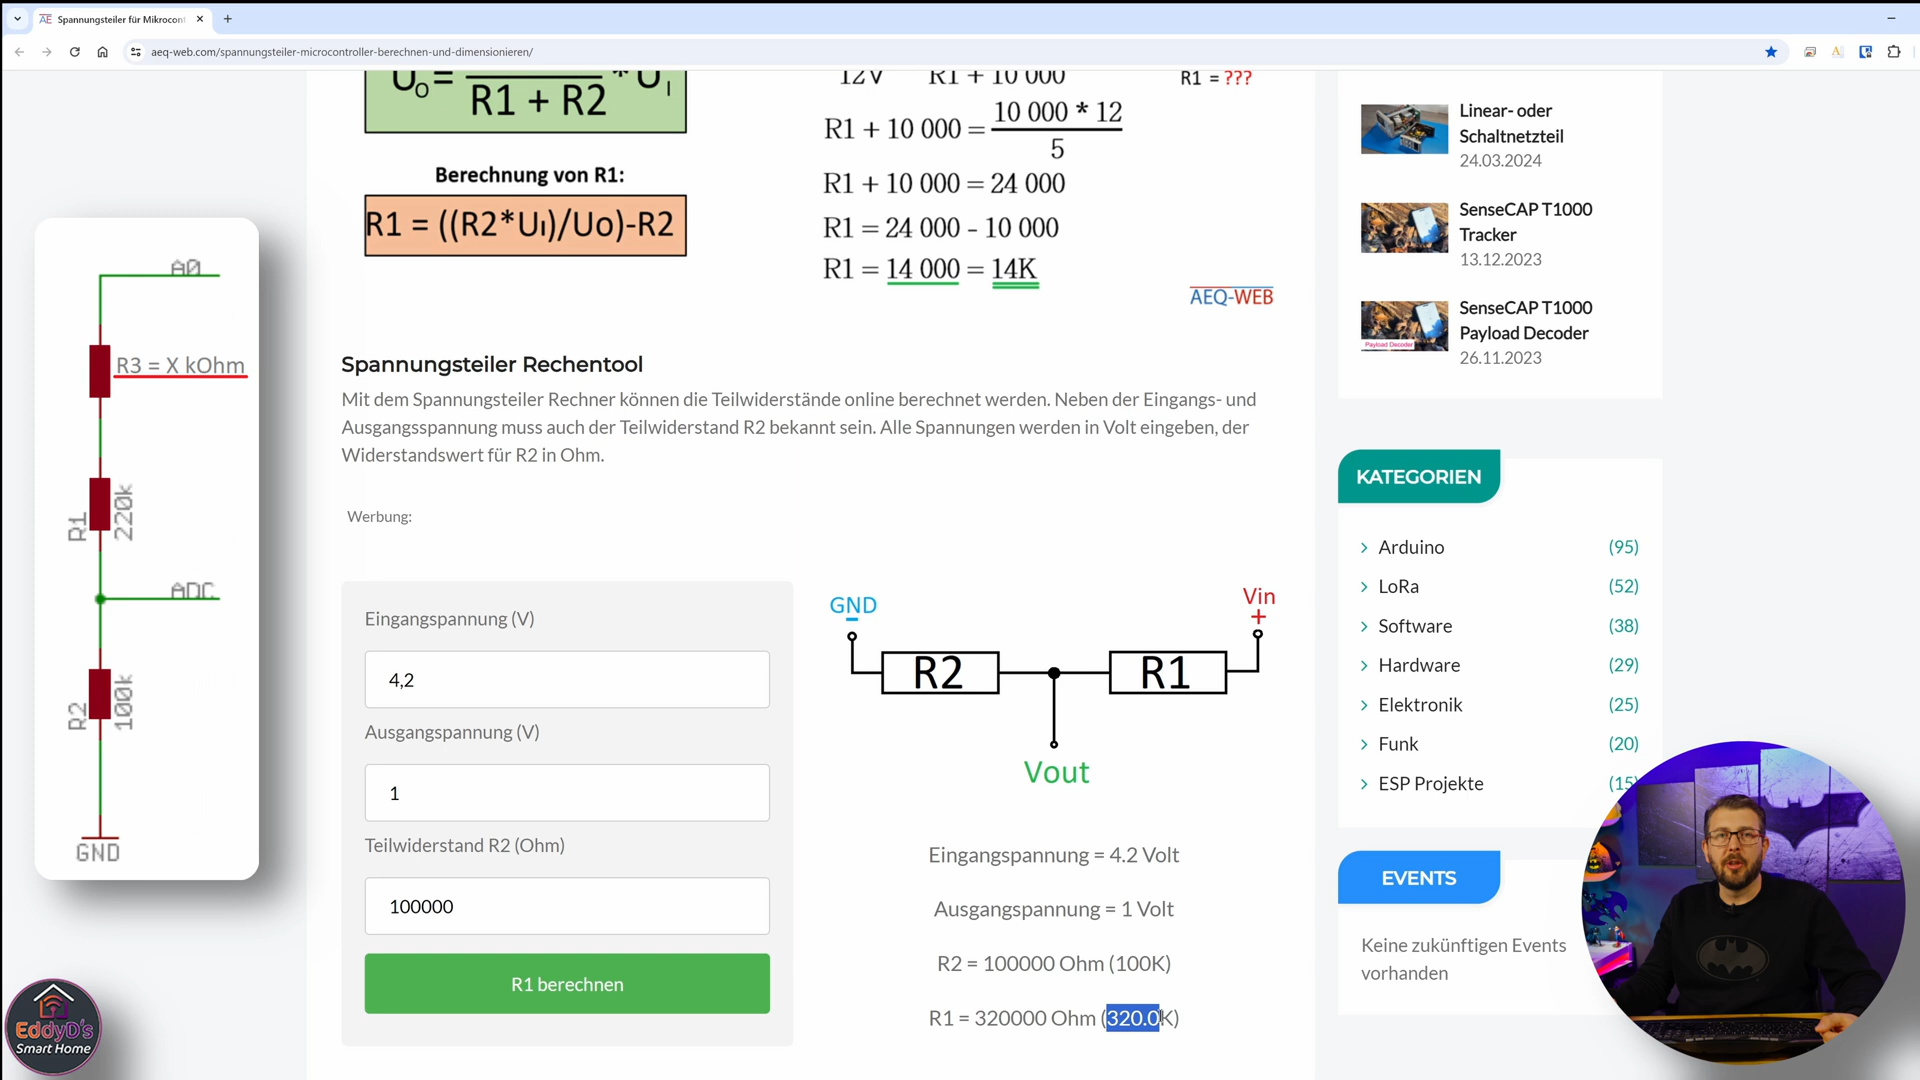 Spannungsteiler für Mikrocont
aeq-web.com/spannungsteiler-microcontroller-berechnen-und-dimensionieren/
A0
R3 = X kOhm
R1
220k
ADC
R2
100k
GND
EddyD's
Smart Home
Uo = R1 + R2 * UI
Berechnung von R1:
R1 = ((R2*UI)/Uo)-R2
12V R1 + 10 000
R1 = ???
R1 + 10 000 = 10 000 * 12
5
R1 + 10 000 = 24 000
R1 = 24 000 - 10 000
R1 = 14 000 = 14K
AEQ-WEB
Spannungsteiler Rechentool
Mit dem Spannungsteiler Rechner können die Teilwiderstände online berechnet werden. Neben der Eingangs- und
Ausgangsspannung muss auch der Teilwiderstand R2 bekannt sein. Alle Spannungen werden in Volt eingeben, der
Widerstandswert für R2 in Ohm.
Werbung:
Eingangspannung (V)
4,2
Ausgangspannung (V)
1
Teilwiderstand R2 (Ohm)
100000
R1 berechnen
GND
Vin
+
R2
R1
Vout
Eingangspannung = 4.2 Volt
Ausgangspannung = 1 Volt
R2 = 100000 Ohm (100K)
R1 = 320000 Ohm (320.0K)
Linear- oder
Schaltnetzteil
24.03.2024
SenseCAP T1000
Tracker
13.12.2023
Payload Decoder
SenseCAP T1000
Payload Decoder
26.11.2023
KATEGORIEN
Arduino (95)
LoRa (52)
Software (38)
Hardware (29)
Elektronik (25)
Funk (20)
ESP Projekte (15
EVENTS
Keine zukünftigen Events
vorhanden